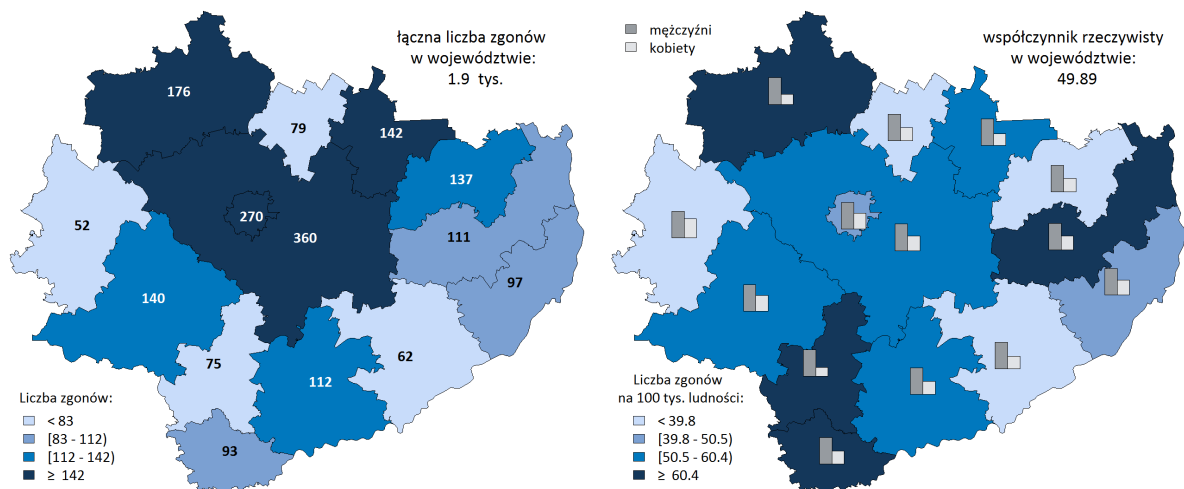 łączna liczba zgonów
w województwie:
1.9 tys.
176
79
142
137
52
270
360
111
97
140
75
112
62
93
Liczba zgonów:
< 83
[83 - 112)
[112 - 142)
≥ 142
mężczyźni
kobiety
współczynnik rzeczywisty
w województwie:
49.89
Liczba zgonów
na 100 tys. ludności:
< 39.8
[39.8 - 50.5)
[50.5 - 60.4)
≥ 60.4